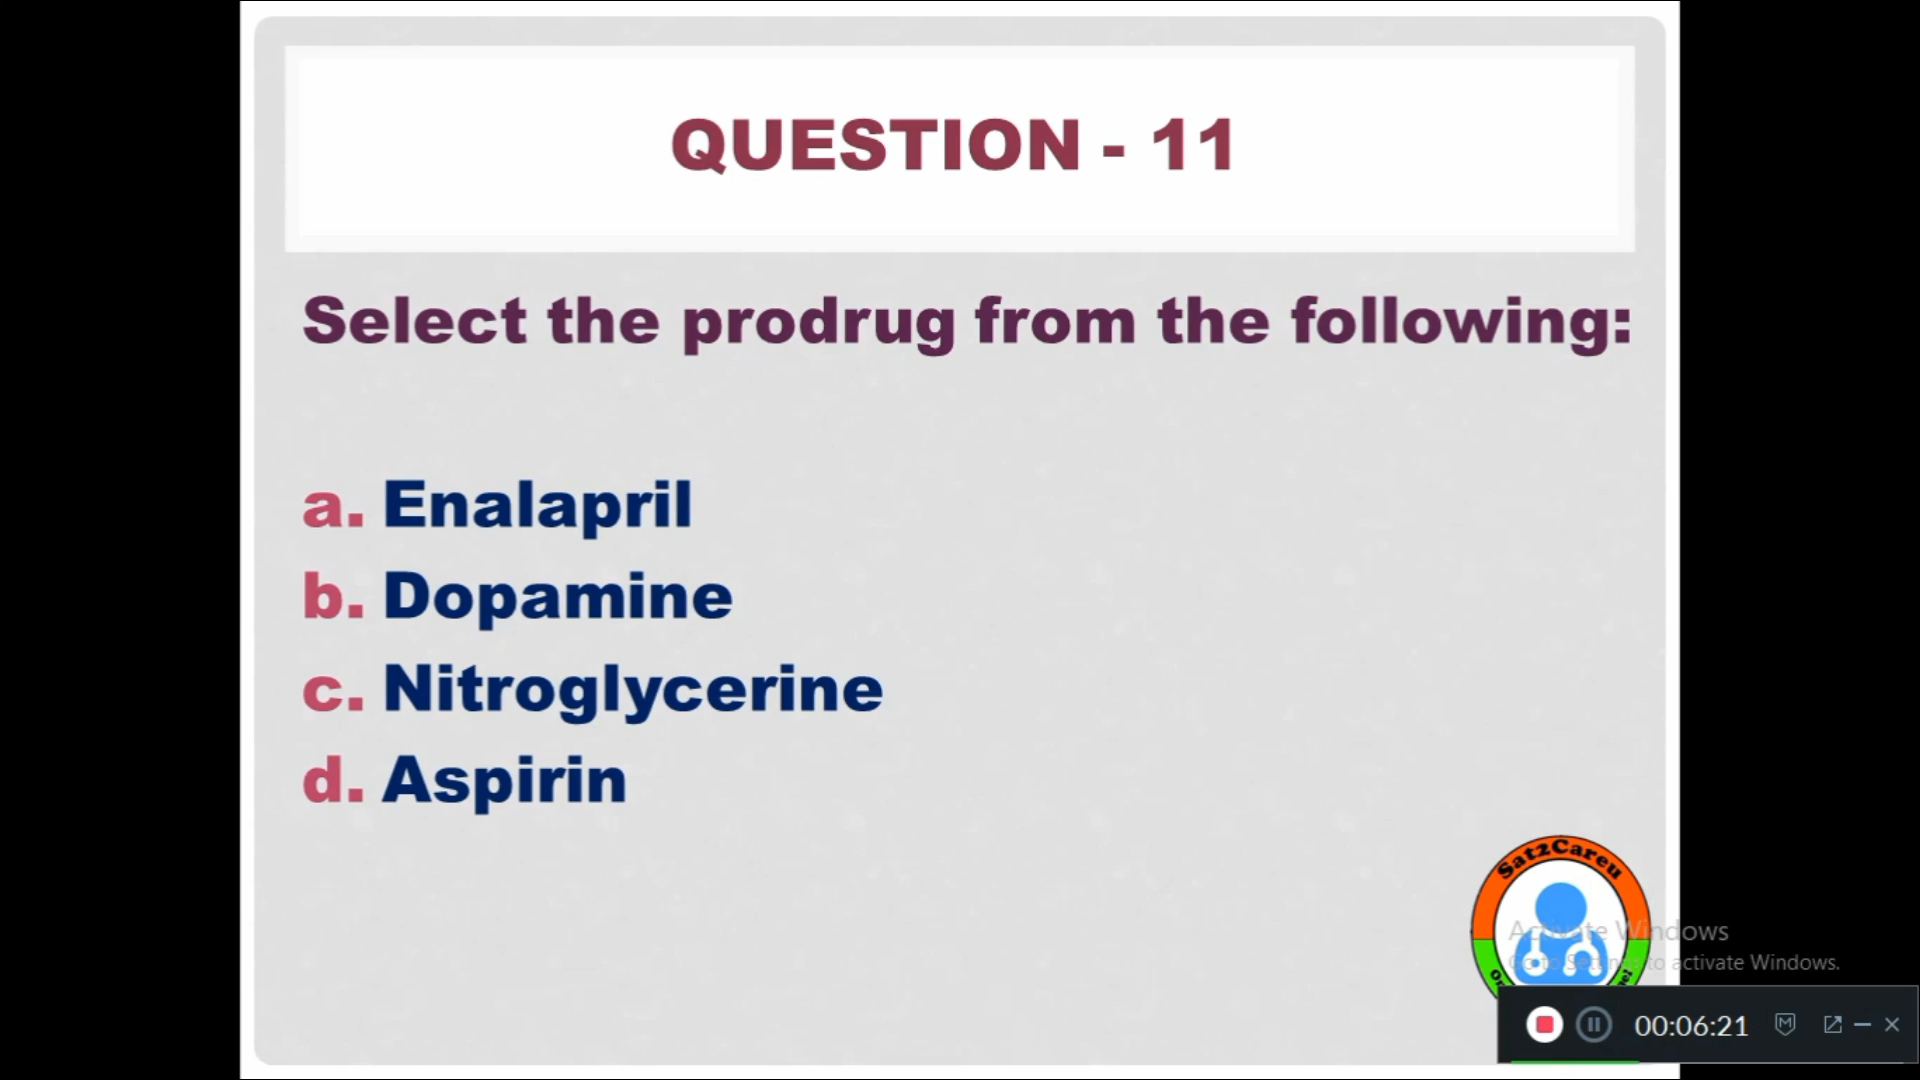 QUESTION - 11
Select the prodrug from the following:
a. Enalapril
b. Dopamine
c. Nitroglycerine
d. Aspirin
Sat2Careu
Activate Windows
Go to Settings to activate Windows.
00:06:21